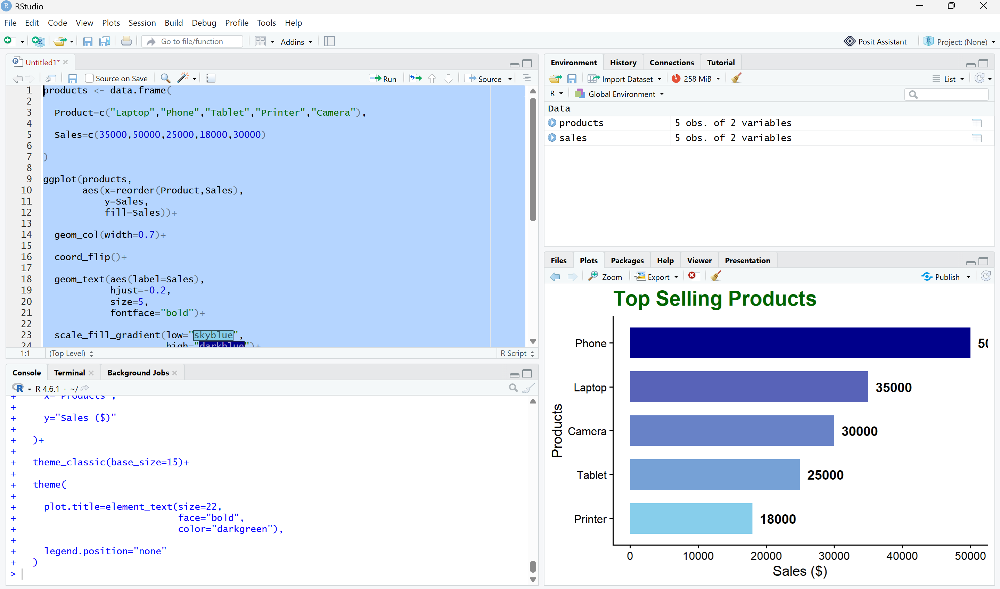 RStudio
File Edit Code View Plots Session Build Debug Profile Tools Help
Go to file/function Addins Posit Assistant Project: (None)
Untitled1*
Source on Save Run Source
1 products <- data.frame(
2
3 Product=c("Laptop","Phone","Tablet","Printer","Camera"),
4
5 Sales=c(35000,50000,25000,18000,30000)
6
7 )
8
9 ggplot(products,
10 aes(x=reorder(Product,Sales),
11 y=Sales,
12 fill=Sales))+
13
14 geom_col(width=0.7)+
15
16 coord_flip()+
17
18 geom_text(aes(label=Sales),
19 hjust=-0.2,
20 size=5,
21 fontface="bold")+
22
23 scale_fill_gradient(low="skyblue",
24 high="darkblue")+
1:1 (Top Level) R Script
Console Terminal Background Jobs
R 4.6.1 · ~/
+ x="Products",
+
+ y="Sales ($)"
+
+ )+
+
+ theme_classic(base_size=15)+
+
+ theme(
+
+ plot.title=element_text(size=22,
+ face="bold",
+ color="darkgreen"),
+
+ legend.position="none"
+ )
>
Environment History Connections Tutorial
Import Dataset 258 MiB List
R Global Environment
Data
products 5 obs. of 2 variables
sales 5 obs. of 2 variables
Files Plots Packages Help Viewer Presentation
Zoom Export Publish
Top Selling Products
Phone 50
Laptop 35000
Camera 30000
Tablet 25000
Printer 18000
Products
0 10000 20000 30000 40000 50000
Sales ($)